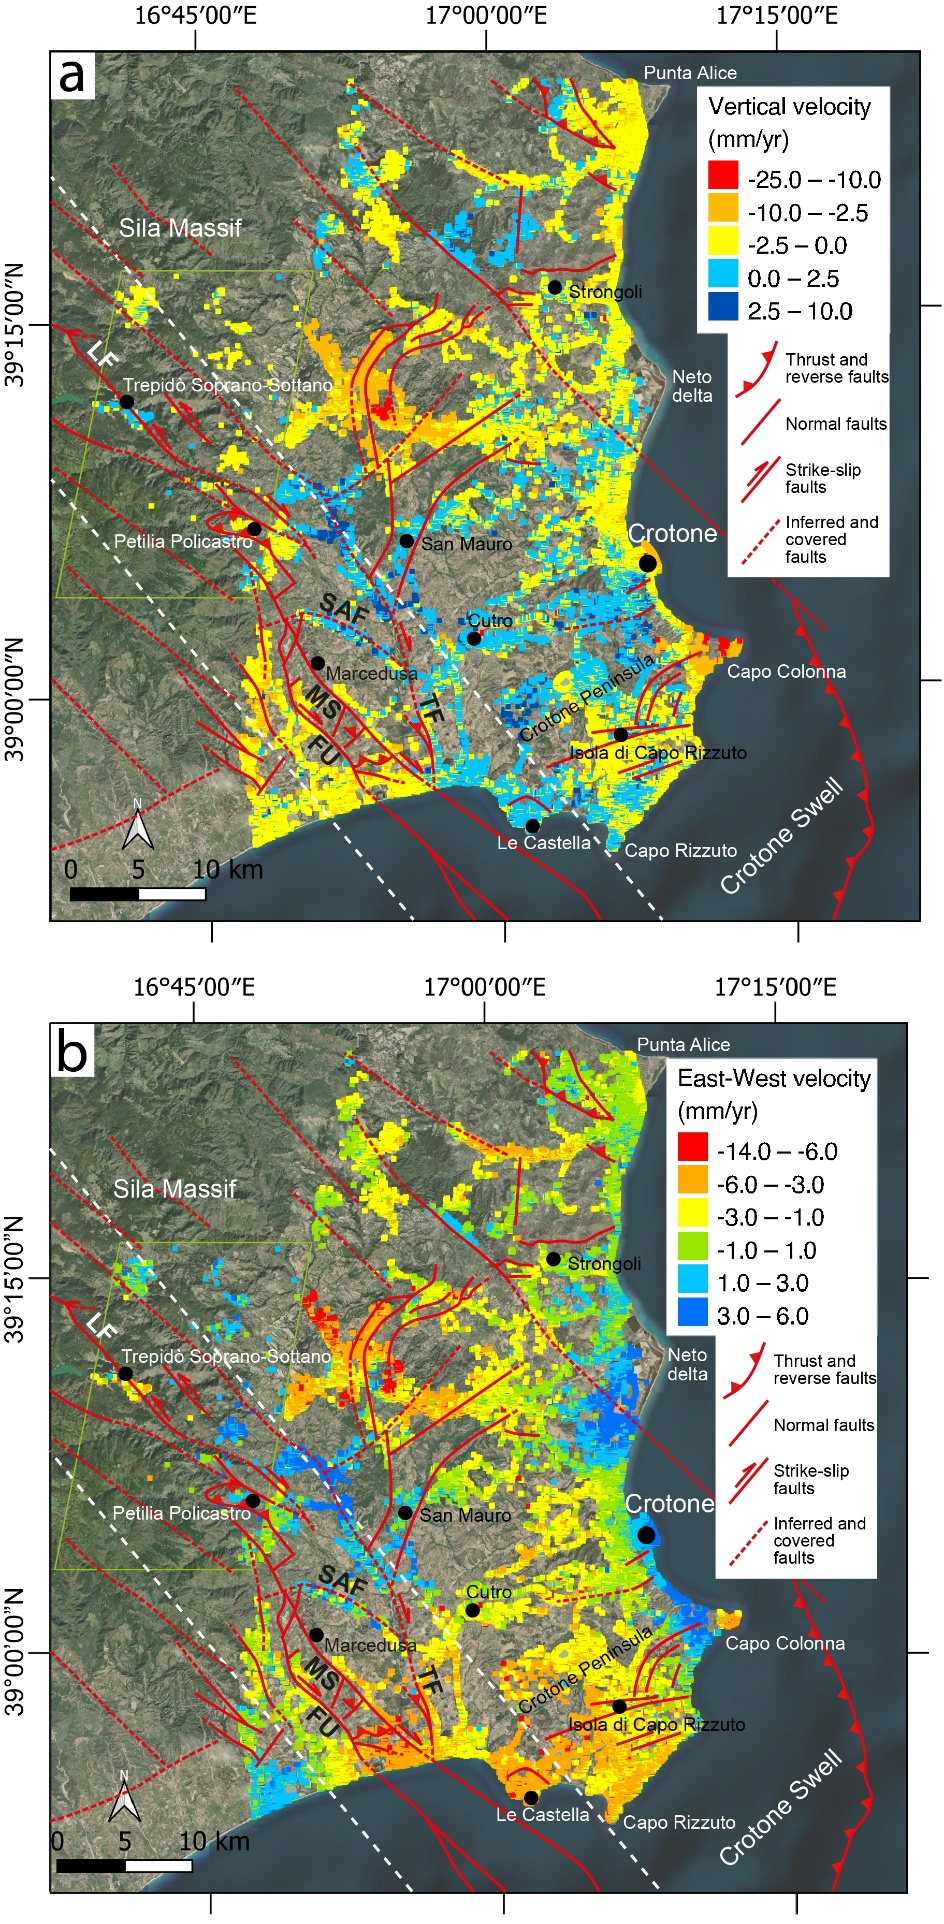 16°45′00″E 17°00′00″E 17°15′00″E
a
Punta Alice
Vertical velocity
(mm/yr)
-25.0 – -10.0
-10.0 – -2.5
-2.5 – 0.0
0.0 – 2.5
2.5 – 10.0
Sila Massif
Strongoli
39°15′00″N
LF
Trepidò Soprano-Sottano
Neto
delta
Thrust and
reverse faults
Normal faults
Strike-slip
faults
Inferred and
covered
faults
Petilia Policastro
San Mauro
Crotone
SAF
Cutro
Marcedusa
Capo Colonna
39°00′00″N
MS
TF
FU
Crotone Peninsula
Isola di Capo Rizzuto
Crotone Swell
N
0 5 10 km
Le Castella
Capo Rizzuto
16°45′00″E 17°00′00″E 17°15′00″E
b
Punta Alice
East-West velocity
(mm/yr)
-14.0 – -6.0
-6.0 – -3.0
-3.0 – -1.0
-1.0 – 1.0
1.0 – 3.0
3.0 – 6.0
Sila Massif
Strongoli
39°15′00″N
LF
Trepidò Soprano-Sottano
Neto
delta
Thrust and
reverse faults
Normal faults
Strike-slip
faults
Inferred and
covered
faults
Petilia Policastro
San Mauro
Crotone
SAF
Cutro
Marcedusa
Capo Colonna
39°00′00″N
MS
TF
FU
Crotone Peninsula
Isola di Capo Rizzuto
Crotone Swell
N
0 5 10 km
Le Castella
Capo Rizzuto